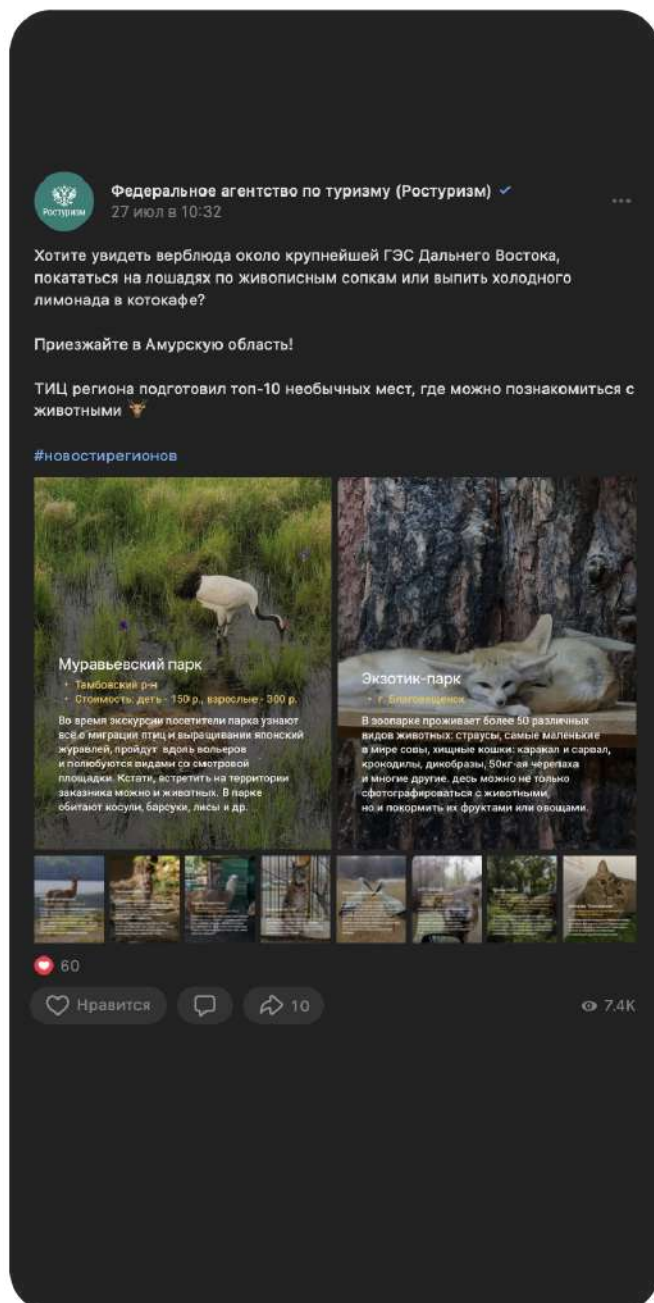 Ростуризм
Федеральное агентство по туризму (Ростуризм)
27 июл в 10:32
Хотите увидеть верблюда около крупнейшей ГЭС Дальнего Востока,
покататься на лошадях по живописным сопкам или выпить холодного
лимонада в котокафе?
Приезжайте в Амурскую область!
ТИЦ региона подготовил топ-10 необычных мест, где можно познакомиться с
животными
#новостирегионов
Муравьевский парк
• Тамбовский р-н
• Стоимость: деть - 150 р., взрослые - 300 р.
Во время экскурсии посетители парка узнают
всё о миграции птиц и выращивании японский
журавлей, пройдут вдоль вольеров
и полюбуются видами со смотровой
площадки. Кстати, встретить на территории
заказника можно и животных. В парке
обитают косули, барсуки, лисы и др.
Экзотик-парк
• г. Благовещенск
В зоопарке проживает более 50 различных
видов животных: страусы, самые маленькие
в мире совы, хищные кошки: каракал и сарвал,
крокодилы, дикобразы, 50кг-ая черепаха
и многие другие. десь можно не только
сфотографироваться с животными,
но и покормить их фруктами или овощами.
60
Нравится
10
7.4K